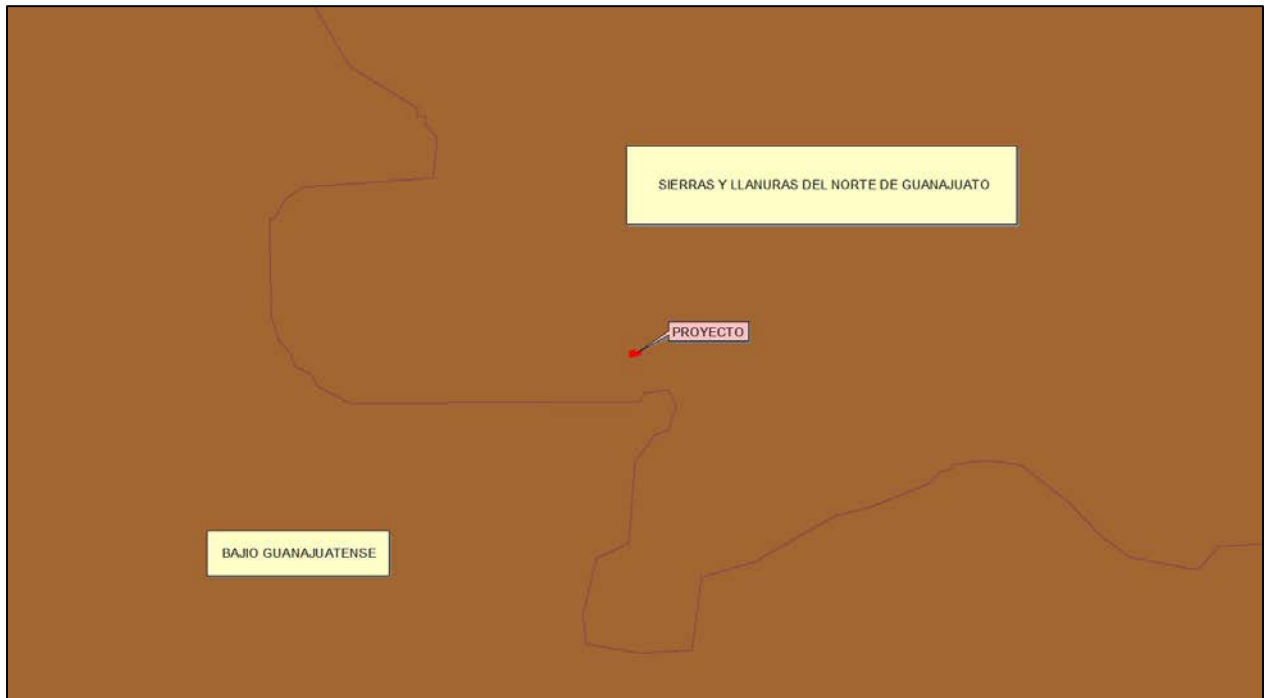 SIERRAS Y LLANURAS DEL NORTE DE GUANAJUATO
PROYECTO
BAJIO GUANAJUATENSE